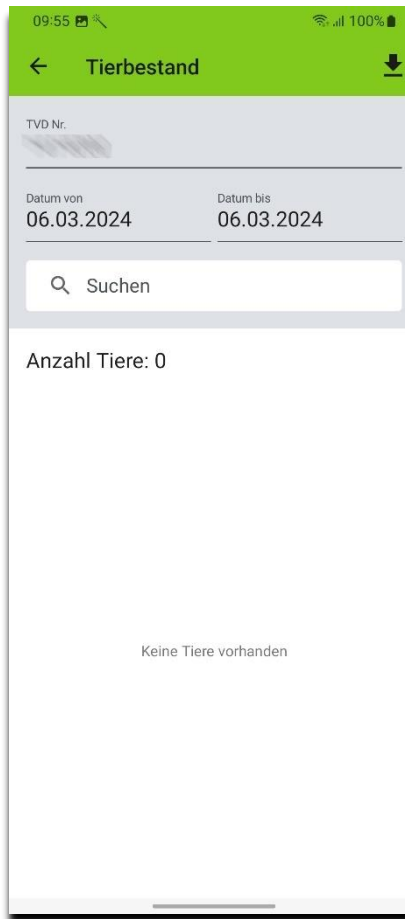 09:55 100%
Tierbestand
TVD Nr.
Datum von Datum bis
06.03.2024 06.03.2024
Suchen
Anzahl Tiere: 0
Keine Tiere vorhanden